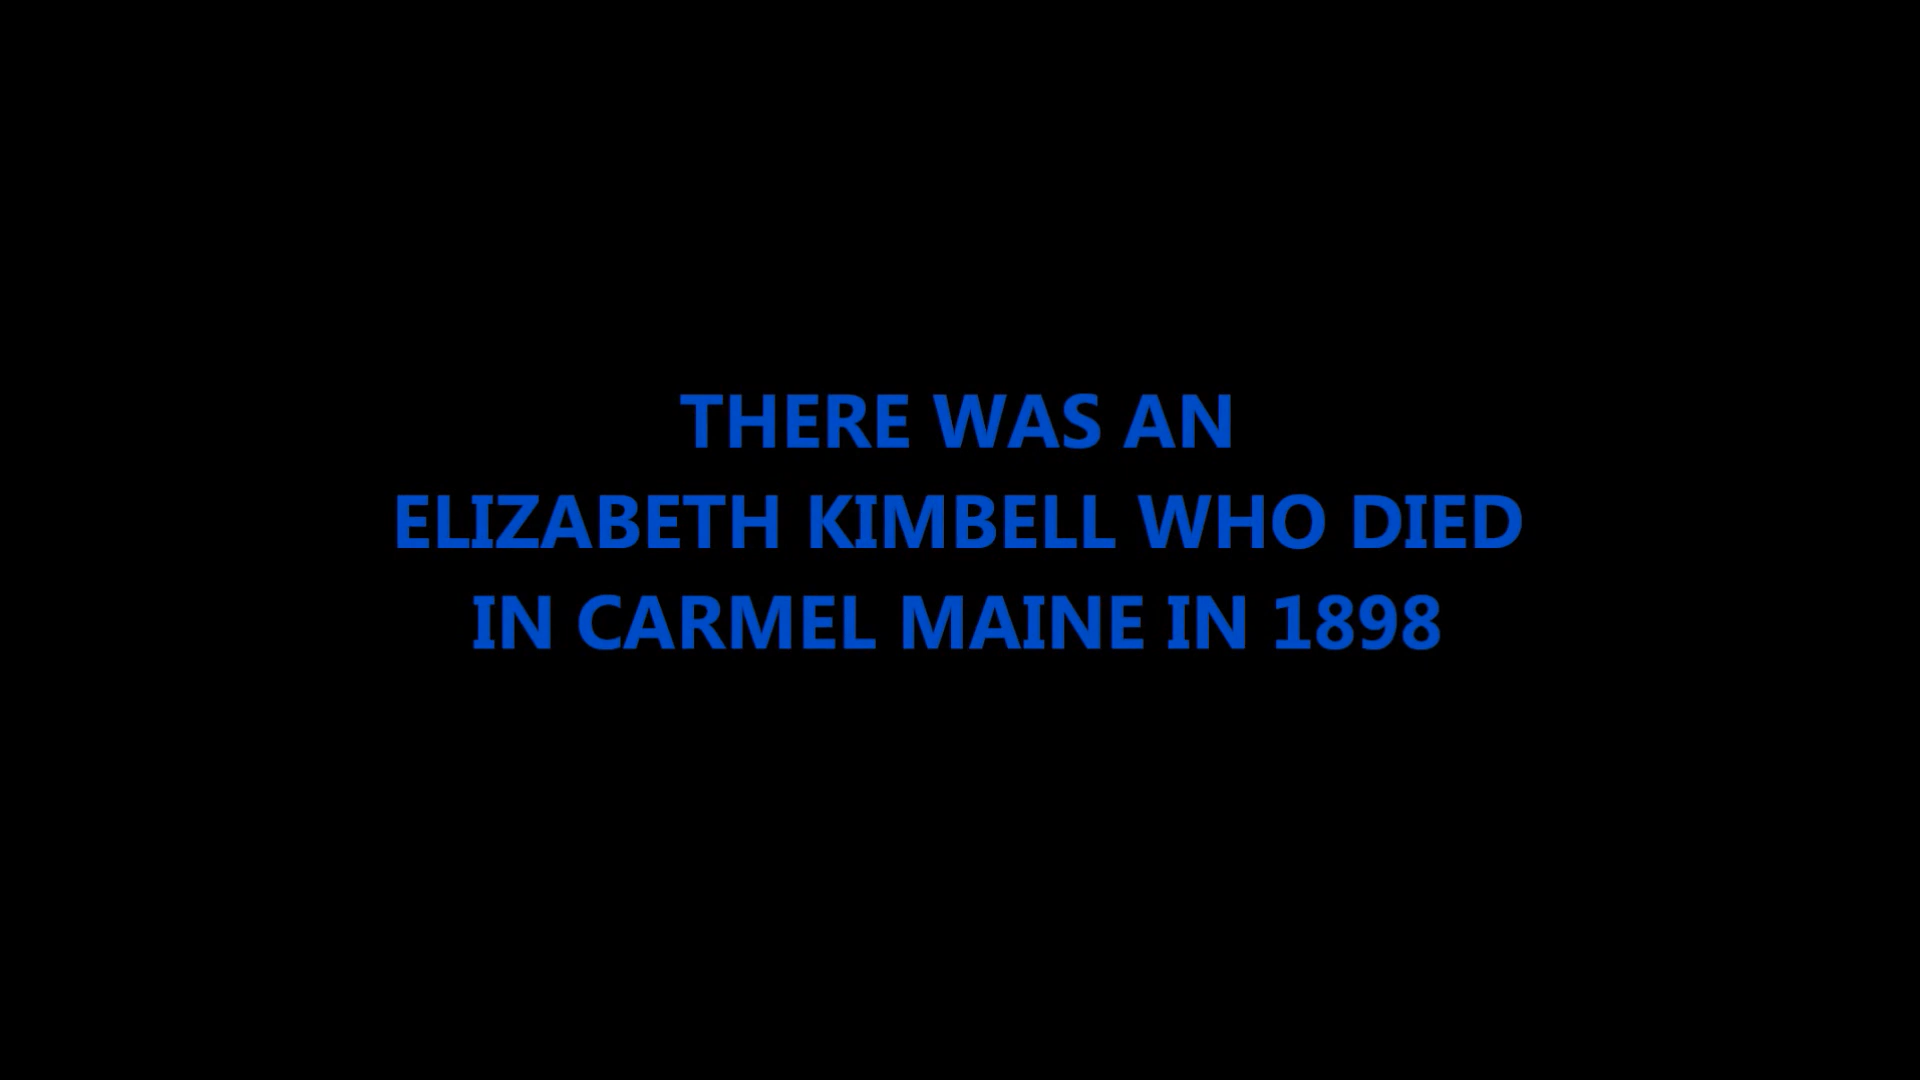 THERE WAS AN
ELIZABETH KIMBELL WHO DIED
IN CARMEL MAINE IN 1898